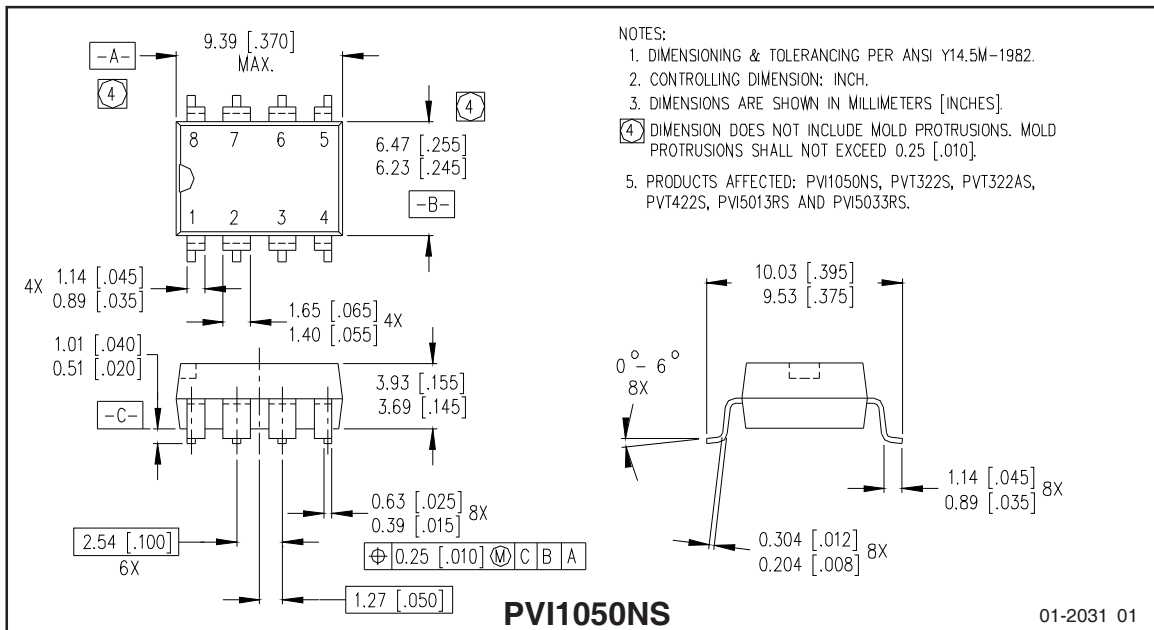 -A-
9.39 [.370]
MAX.
4
4
8 7 6 5
1 2 3 4
6.47 [.255]
6.23 [.245]
-B-
4X 1.14 [.045]
0.89 [.035]
1.65 [.065] 4X
1.40 [.055]
1.01 [.040]
0.51 [.020]
-C-
3.93 [.155]
3.69 [.145]
0.63 [.025] 8X
0.39 [.015]
2.54 [.100]
6X
⌖ 0.25 [.010] Ⓜ C B A
1.27 [.050]
NOTES:
1. DIMENSIONING & TOLERANCING PER ANSI Y14.5M-1982.
2. CONTROLLING DIMENSION: INCH.
3. DIMENSIONS ARE SHOWN IN MILLIMETERS [INCHES].
4 DIMENSION DOES NOT INCLUDE MOLD PROTRUSIONS. MOLD
PROTRUSIONS SHALL NOT EXCEED 0.25 [.010].
5. PRODUCTS AFFECTED: PVI1050NS, PVT322S, PVT322AS,
PVT422S, PVI5013RS AND PVI5033RS.
10.03 [.395]
9.53 [.375]
0° - 6°
8X
1.14 [.045] 8X
0.89 [.035]
0.304 [.012] 8X
0.204 [.008]
PVI1050NS
01-2031 01